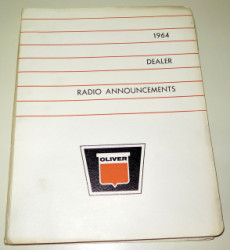 1964
DEALER
RADIO ANNOUNCEMENTS
OLIVER